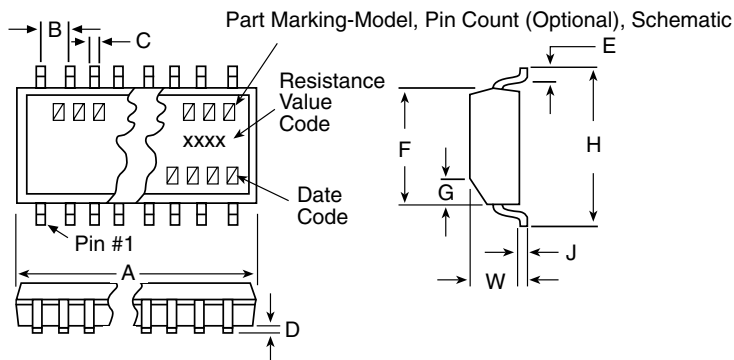 Part Marking-Model, Pin Count (Optional), Schematic
B
C
E
Resistance
Value
Code
xxxx
F
H
G
Date
Code
Pin #1
A
J
W
D